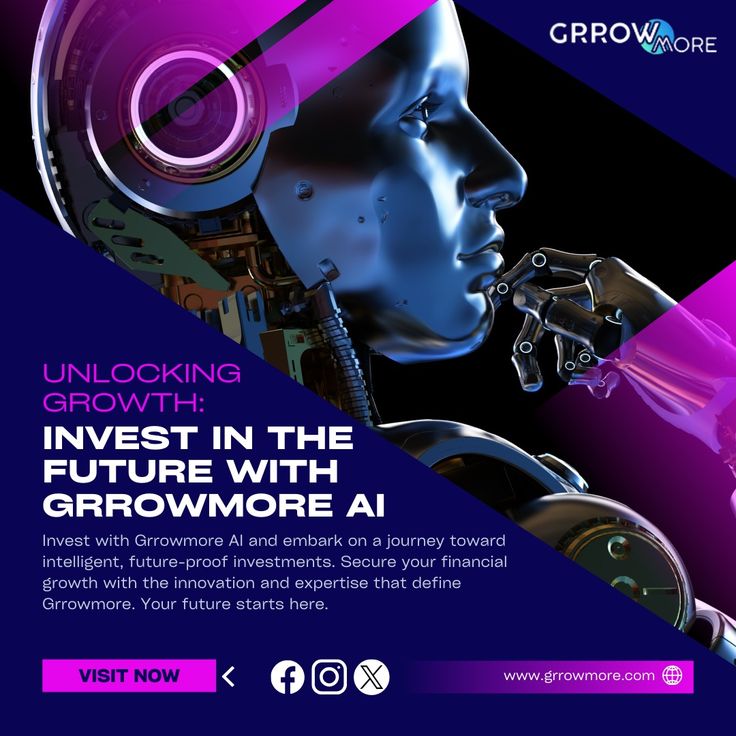 GRROW MORE
UNLOCKING
GROWTH:
INVEST IN THE
FUTURE WITH
GRROWMORE AI
Invest with Grrowmore AI and embark on a journey toward
intelligent, future-proof investments. Secure your financial
growth with the innovation and expertise that define
Grrowmore. Your future starts here.
VISIT NOW
www.grrowmore.com